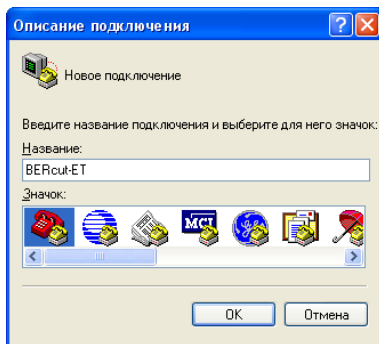 Описание подключения
Новое подключение
Введите название подключения и выберите для него значок:
Название:
BERcut-ET
Значок:
MCI
OK
Отмена